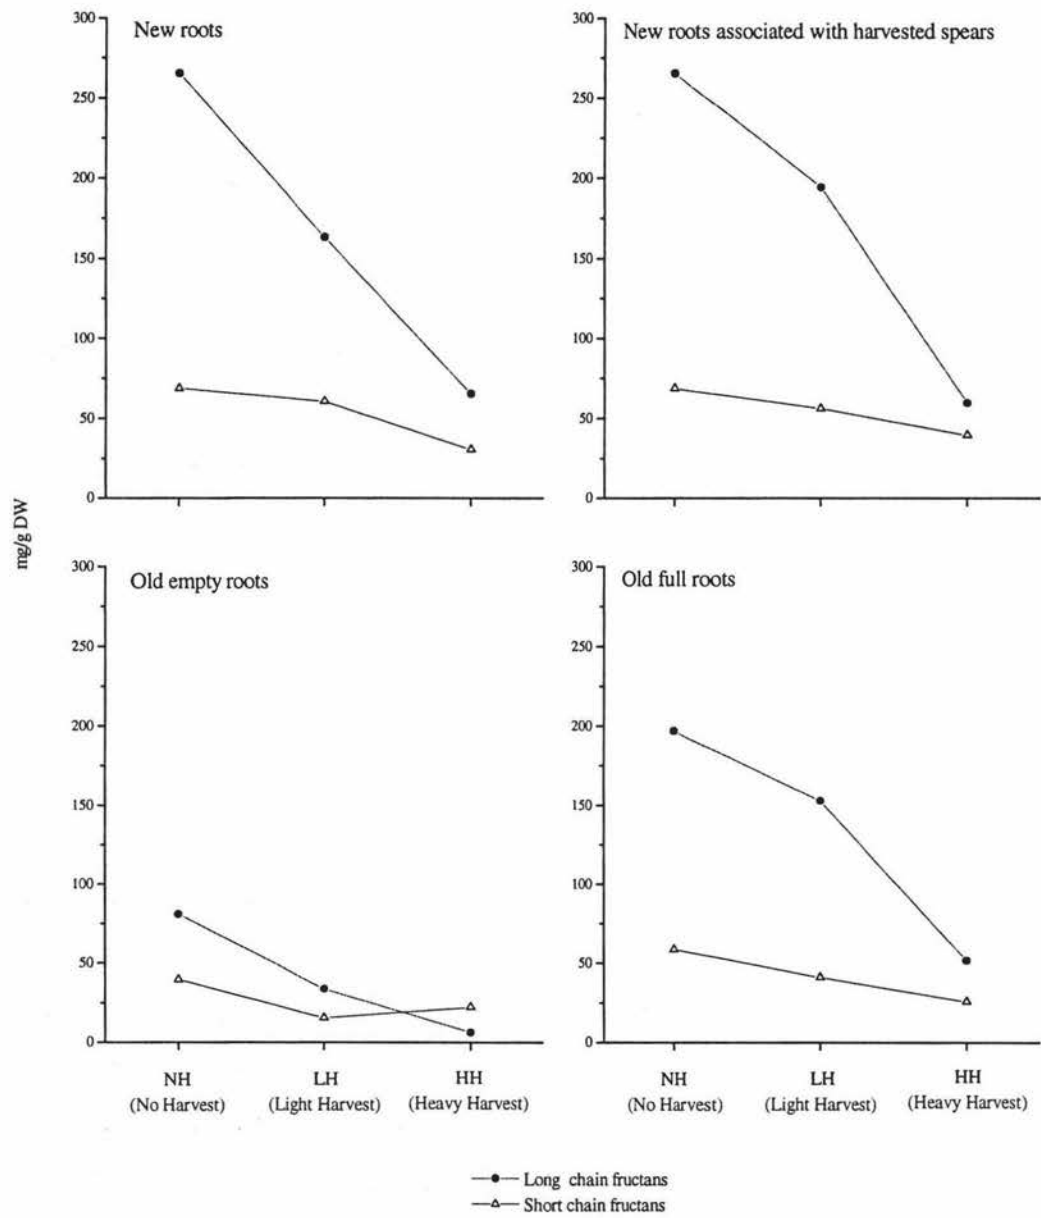 300
250
200
150
100
50
0
New roots
300
250
200
150
100
50
0
New roots associated with harvested spears
mg/g DW
300
250
200
150
100
50
0
Old empty roots
NH
(No Harvest)
LH
(Light Harvest)
HH
(Heavy Harvest)
300
250
200
150
100
50
0
Old full roots
NH
(No Harvest)
LH
(Light Harvest)
HH
(Heavy Harvest)
Long chain fructans
Short chain fructans